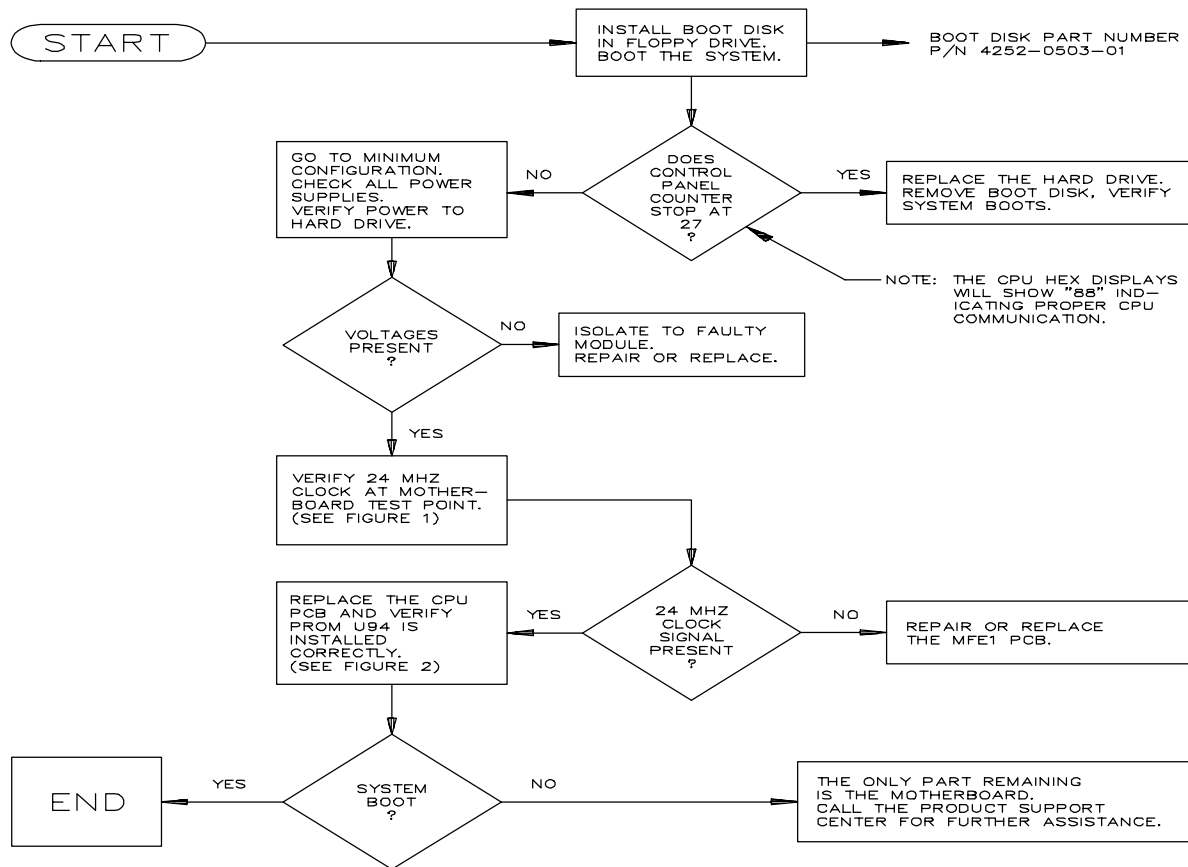 START
INSTALL BOOT DISK
IN FLOPPY DRIVE.
BOOT THE SYSTEM.
BOOT DISK PART NUMBER
P/N 4252-0503-01
DOES
CONTROL
PANEL
COUNTER
STOP AT
27
?
NO
YES
GO TO MINIMUM
CONFIGURATION.
CHECK ALL POWER
SUPPLIES.
VERIFY POWER TO
HARD DRIVE.
REPLACE THE HARD DRIVE.
REMOVE BOOT DISK, VERIFY
SYSTEM BOOTS.
NOTE: THE CPU HEX DISPLAYS
WILL SHOW "88" IND-
ICATING PROPER CPU
COMMUNICATION.
VOLTAGES
PRESENT
?
NO
ISOLATE TO FAULTY
MODULE.
REPAIR OR REPLACE.
YES
VERIFY 24 MHZ
CLOCK AT MOTHER-
BOARD TEST POINT.
(SEE FIGURE 1)
24 MHZ
CLOCK
SIGNAL
PRESENT
?
YES
NO
REPLACE THE CPU
PCB AND VERIFY
PROM U94 IS
INSTALLED
CORRECTLY.
(SEE FIGURE 2)
REPAIR OR REPLACE
THE MFE1 PCB.
SYSTEM
BOOT
?
YES
NO
END
THE ONLY PART REMAINING
IS THE MOTHERBOARD.
CALL THE PRODUCT SUPPORT
CENTER FOR FURTHER ASSISTANCE.